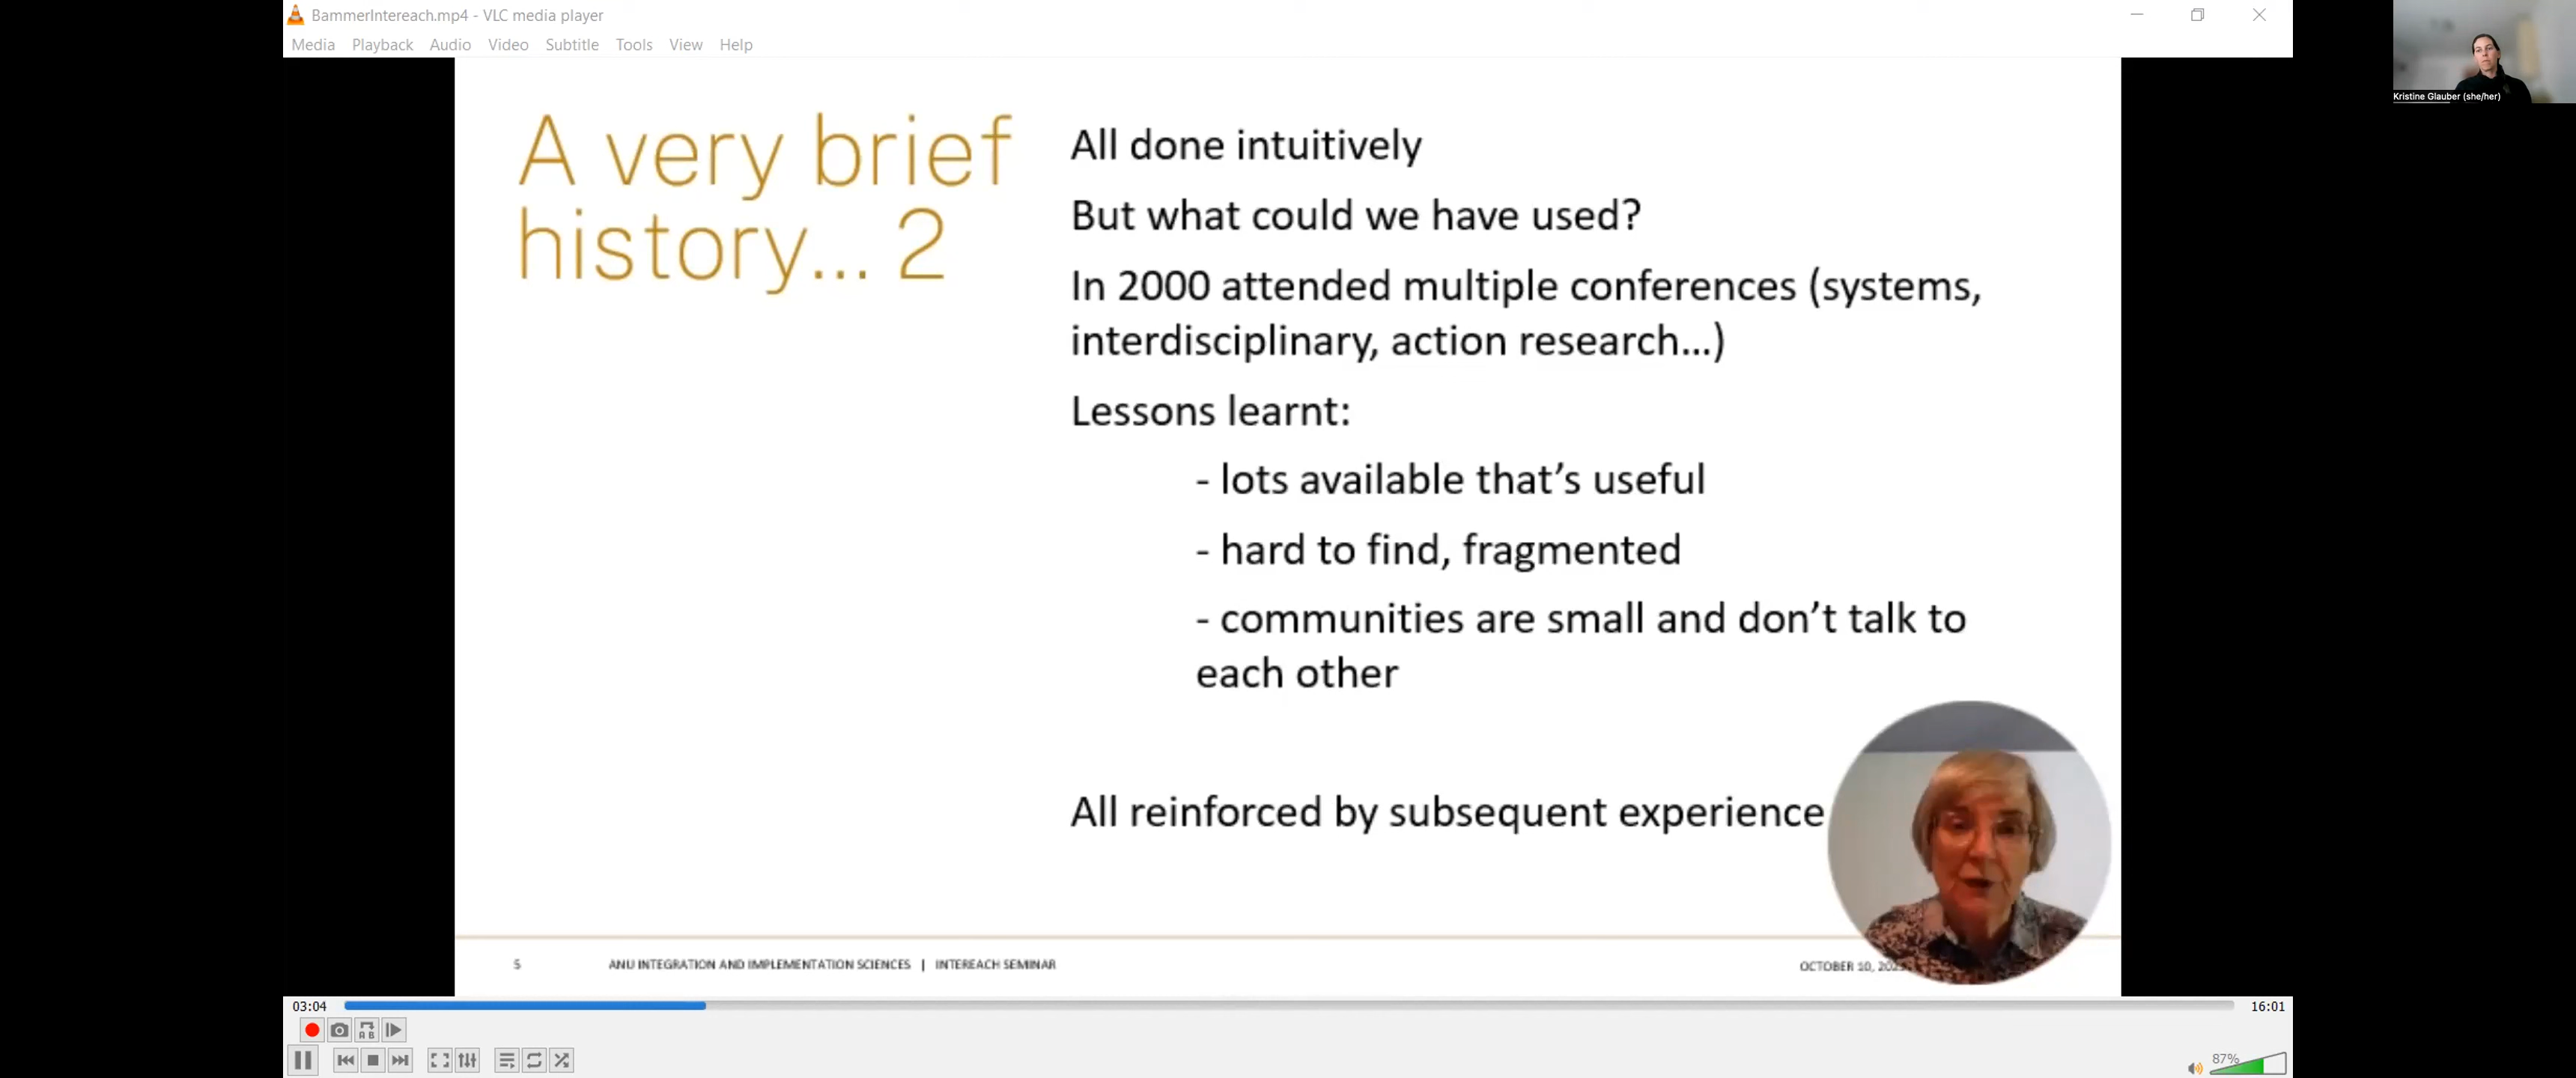 BammerIntereach.mp4 - VLC media player
Media Playback Audio Video Subtitle Tools View Help
Kristine Glauber (she/her)
A very brief
history... 2
All done intuitively
But what could we have used?
In 2000 attended multiple conferences (systems,
interdisciplinary, action research...)
Lessons learnt:
- lots available that's useful
- hard to find, fragmented
- communities are small and don't talk to
each other
All reinforced by subsequent experience
5 ANU INTEGRATION AND IMPLEMENTATION SCIENCES | INTEREACH SEMINAR OCTOBER 10,
03:04 16:01
A B
87%